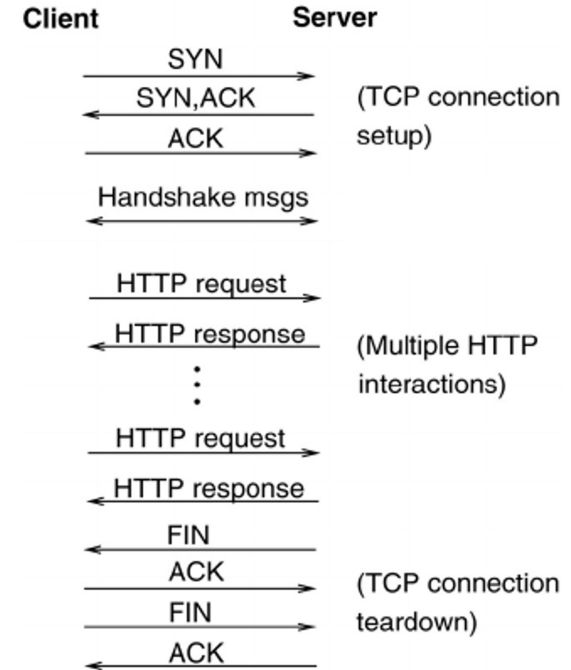 Client Server
SYN
SYN,ACK
(TCP connection
setup)
ACK
Handshake msgs
HTTP request
HTTP response
(Multiple HTTP
interactions)
HTTP request
HTTP response
FIN
ACK
(TCP connection
teardown)
FIN
ACK